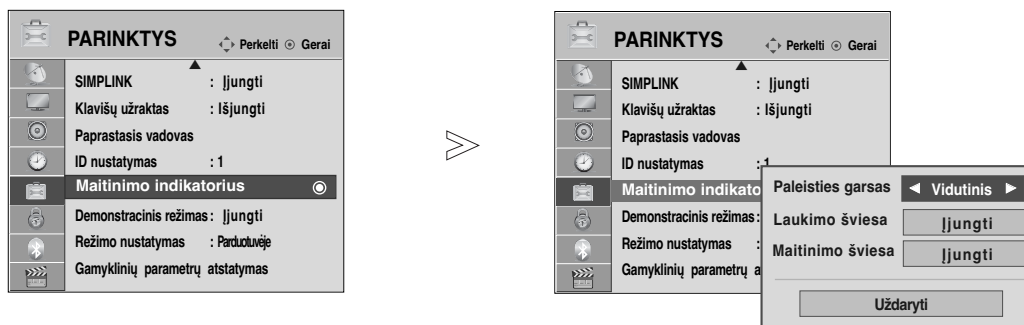 PARINKTYS Perkelti Gerai
SIMPLINK : Įjungti
Klavišų užraktas : Išjungti
Paprastasis vadovas
ID nustatymas : 1
Maitinimo indikatorius
Demonstracinis režimas : Įjungti
Režimo nustatymas : Parduotuvėje
Gamyklinių parametrų atstatymas
PARINKTYS Perkelti Gerai
SIMPLINK : Įjungti
Klavišų užraktas : Išjungti
Paprastasis vadovas
ID nustatymas : 1
Maitinimo indikato
Demonstracinis režimas :
Režimo nustatymas :
Gamyklinių parametrų a
Paleisties garsas ◄ Vidutinis ►
Laukimo šviesa Įjungti
Maitinimo šviesa Įjungti
Uždaryti